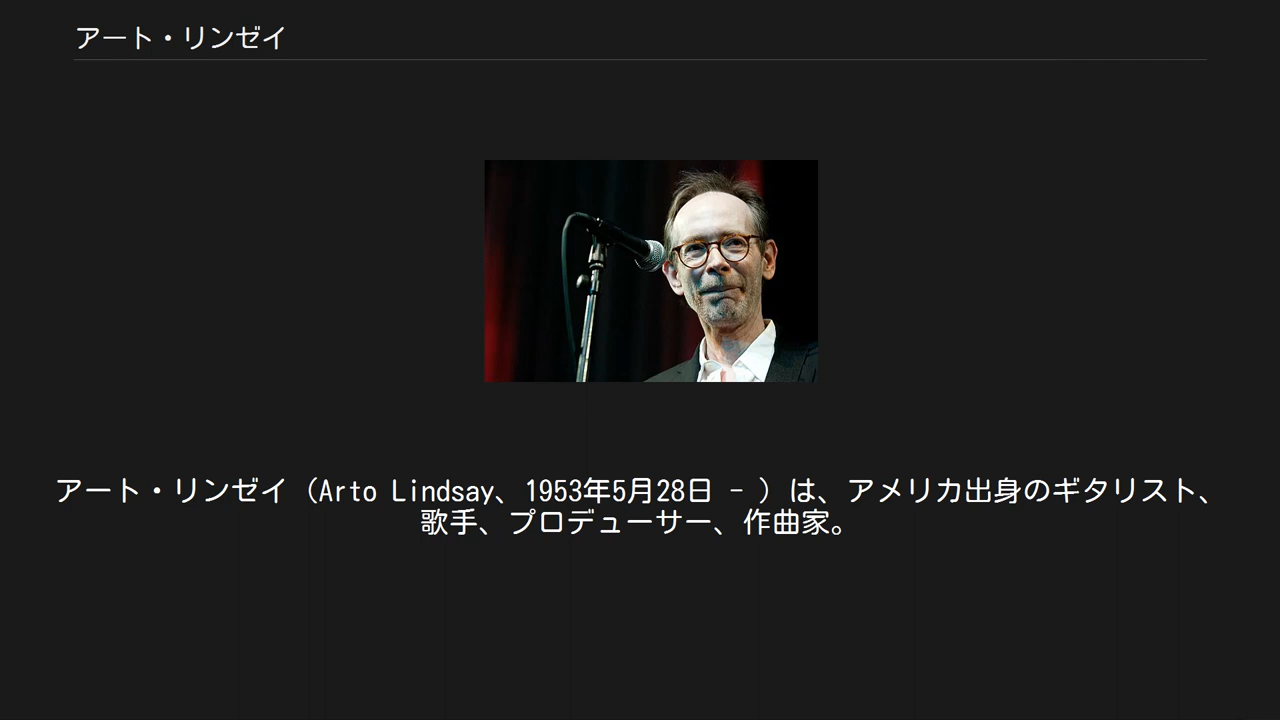 アート・リンゼイ
アート・リンゼイ（Arto Lindsay、1953年5月28日 - ）は、アメリカ出身のギタリスト、
歌手、プロデューサー、作曲家。